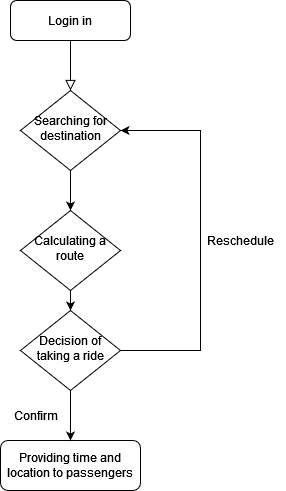 Login in
Searching for
destination
Calculating a
route
Reschedule
Decision of
taking a ride
Confirm
Providing time and
location to passengers